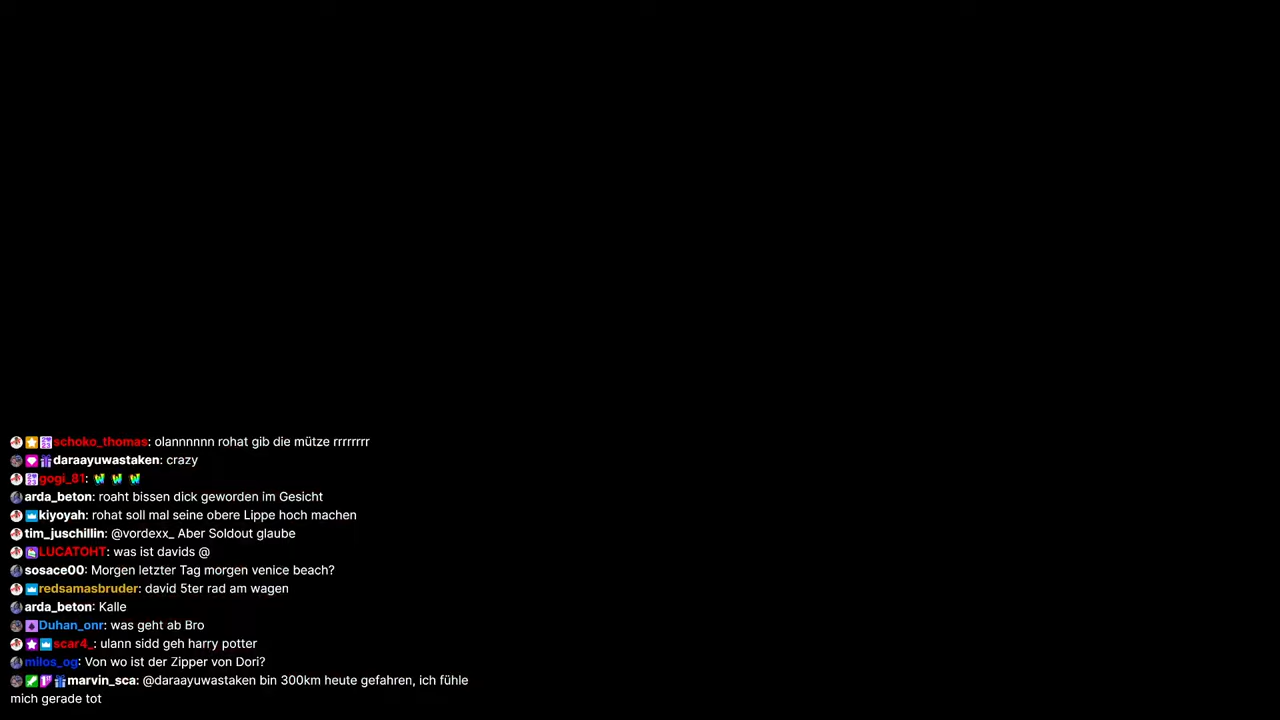 schoko_thomas: olannnnnn rohat gib die mütze rrrrrrrr
daraayuwastaken: crazy
gogi_81:
arda_beton: roaht bissen dick geworden im Gesicht
kiyoyah: rohat soll mal seine obere Lippe hoch machen
tim_juschillin: @vordexx_ Aber Soldout glaube
LUCATOHT: was ist davids @
sosace00: Morgen letzter Tag morgen venice beach?
redsamasbruder: david 5ter rad am wagen
arda_beton: Kalle
Duhan_onr: was geht ab Bro
scar4_: ulann sidd geh harry potter
milos_og: Von wo ist der Zipper von Dori?
marvin_sca: @daraayuwastaken bin 300km heute gefahren, ich fühle
mich gerade tot